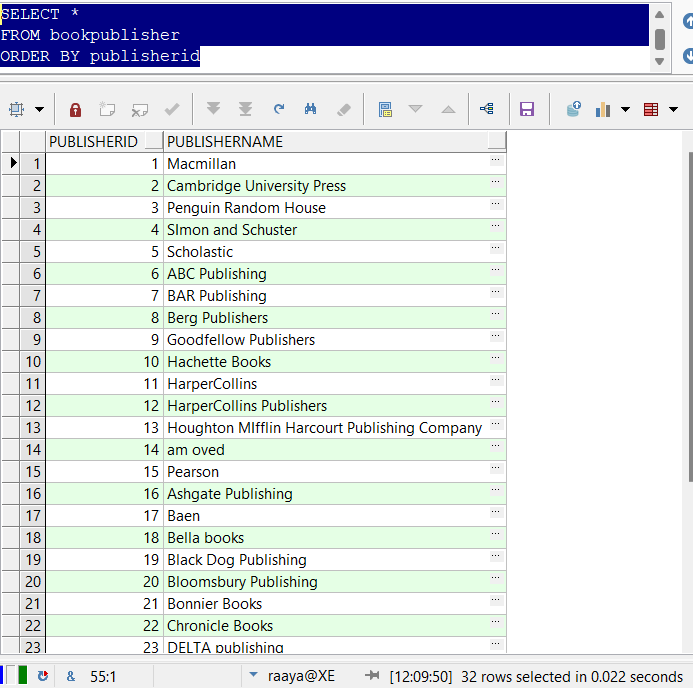 SELECT *
FROM bookpublisher
ORDER BY publisherid
PUBLISHERID PUBLISHERNAME
1 1 Macmillan ...
2 2 Cambridge University Press ...
3 3 Penguin Random House ...
4 4 SImon and Schuster ...
5 5 Scholastic ...
6 6 ABC Publishing ...
7 7 BAR Publishing ...
8 8 Berg Publishers ...
9 9 Goodfellow Publishers ...
10 10 Hachette Books ...
11 11 HarperCollins ...
12 12 HarperCollins Publishers ...
13 13 Houghton MIfflin Harcourt Publishing Company ...
14 14 am oved ...
15 15 Pearson ...
16 16 Ashgate Publishing ...
17 17 Baen ...
18 18 Bella books ...
19 19 Black Dog Publishing ...
20 20 Bloomsbury Publishing ...
21 21 Bonnier Books ...
22 22 Chronicle Books ...
23 23 DELTA publishing ...
& 55:1 raaya@XE [12:09:50] 32 rows selected in 0.022 seconds